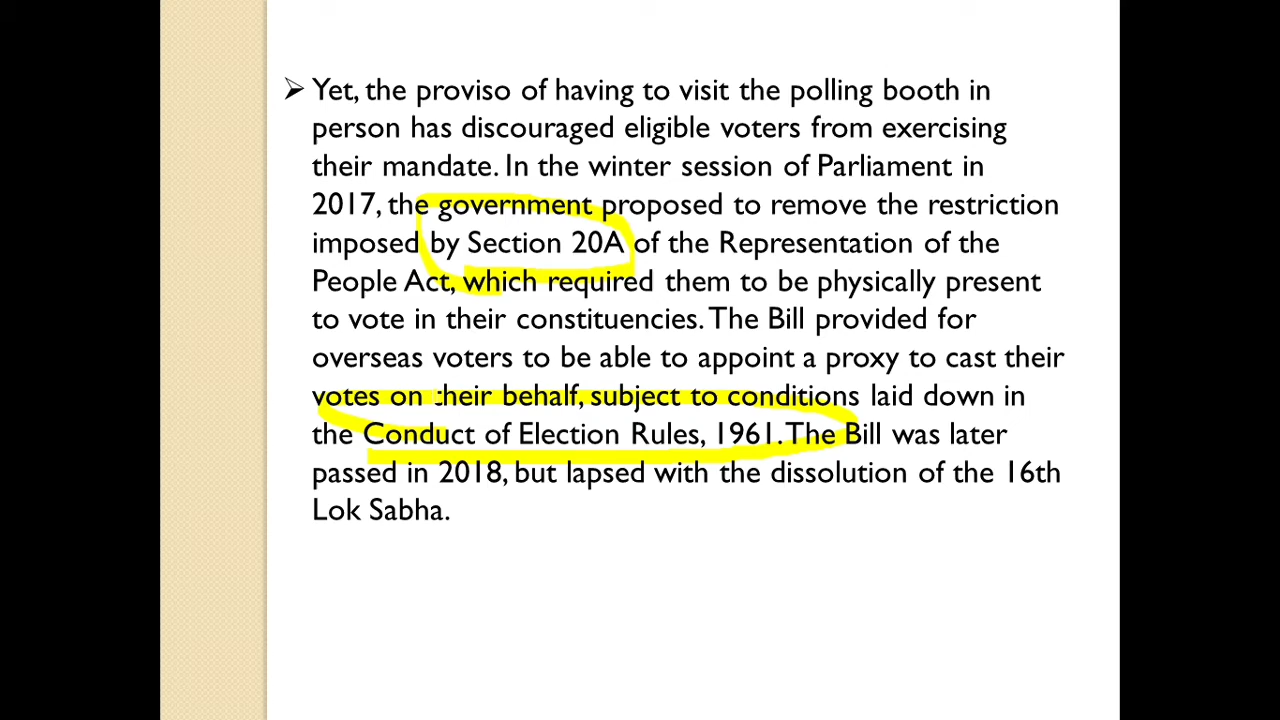 Yet, the proviso of having to visit the polling booth in
person has discouraged eligible voters from exercising
their mandate. In the winter session of Parliament in
2017, the government proposed to remove the restriction
imposed by Section 20A of the Representation of the
People Act, which required them to be physically present
to vote in their constituencies. The Bill provided for
overseas voters to be able to appoint a proxy to cast their
votes on their behalf, subject to conditions laid down in
the Conduct of Election Rules, 1961. The Bill was later
passed in 2018, but lapsed with the dissolution of the 16th
Lok Sabha.